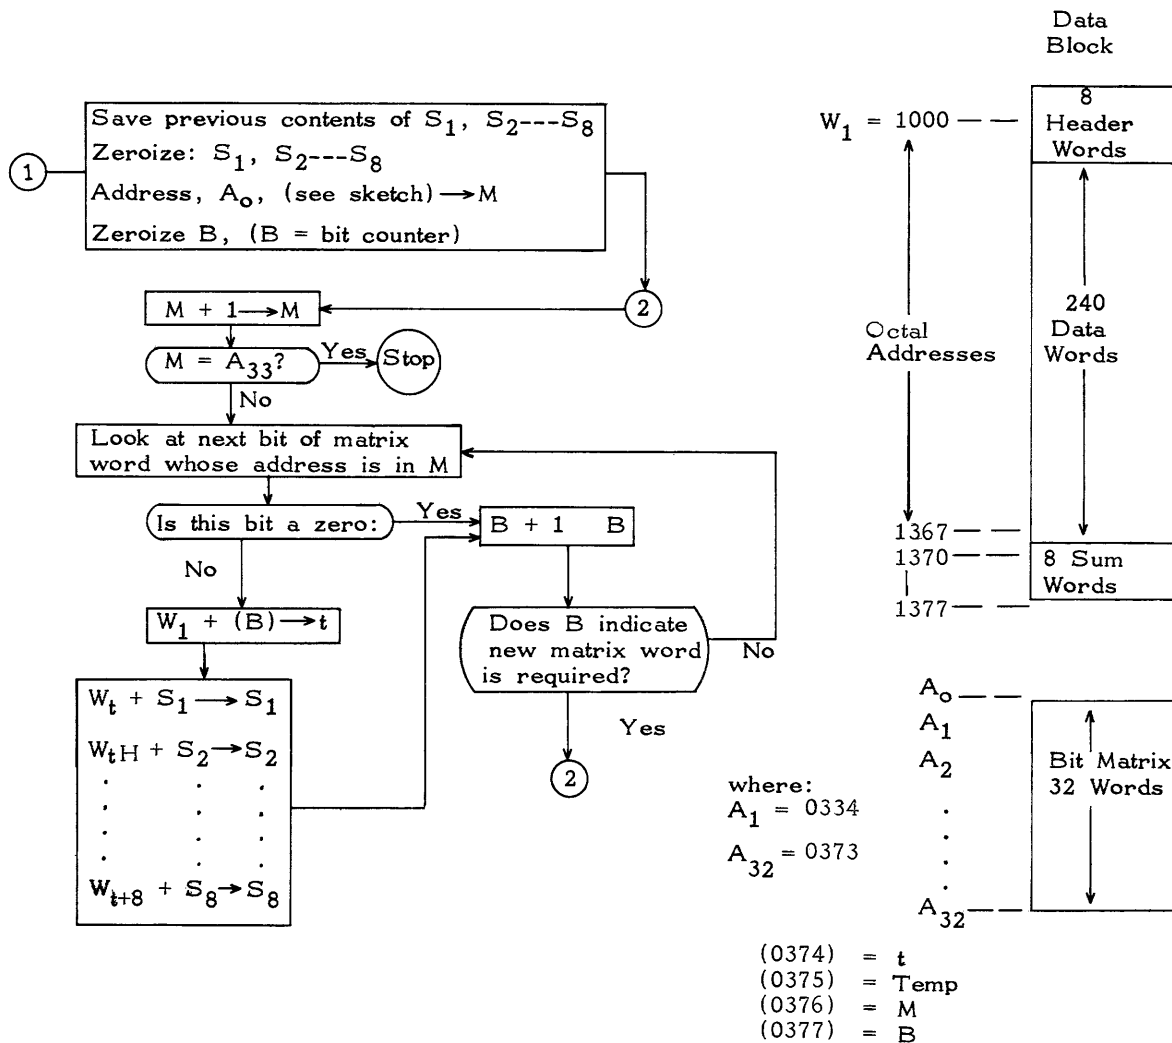 1
Save previous contents of S1, S2---S8
Zeroize: S1, S2---S8
Address, Ao, (see sketch) → M
Zeroize B, (B = bit counter)
2
M + 1 → M
M = A33?
Yes
Stop
No
Look at next bit of matrix
word whose address is in M
Is this bit a zero:
Yes
B + 1 B
No
W1 + (B) → t
Does B indicate
new matrix word
is required?
No
Yes
2
Wt + S1 → S1
WtH + S2 → S2
. . .
. . .
. . .
. . .
Wt+8 + S8 → S8
Data
Block
W1 = 1000
8
Header
Words
Octal
Addresses
240
Data
Words
1367
1370
1377
8 Sum
Words
Ao
A1
A2
.
.
.
.
A32
Bit Matrix
32 Words
where:
A1 = 0334
A32 = 0373
(0374) = t
(0375) = Temp
(0376) = M
(0377) = B